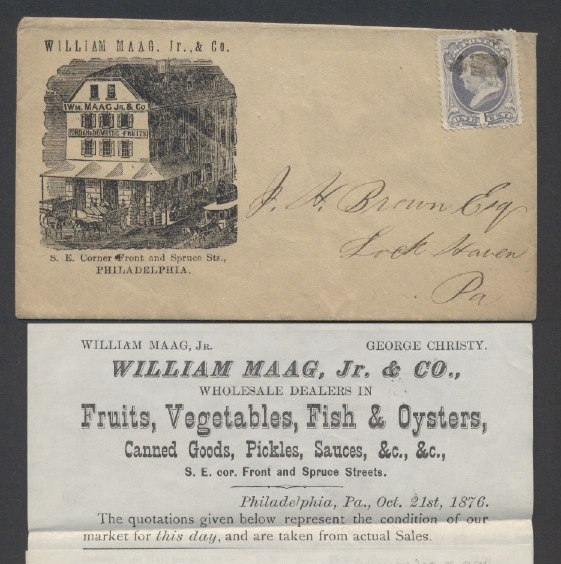 WILLIAM MAAG, Jr., & Co.
WM. MAAG JR. & CO
FOREIGN & DOMESTIC FRUITS
S. E. Corner Front and Spruce Sts.,
PHILADELPHIA.
J. H. Brown Esq
Lock Haven
Pa
WILLIAM MAAG, JR.
GEORGE CHRISTY.
WILLIAM MAAG, Jr. & CO.,
WHOLESALE DEALERS IN
Fruits, Vegetables, Fish & Oysters,
Canned Goods, Pickles, Sauces, &c., &c.,
S. E. cor. Front and Spruce Streets.
Philadelphia, Pa., Oct. 21st, 1876.
The quotations given below represent the condition of our
market for this day, and are taken from actual Sales.